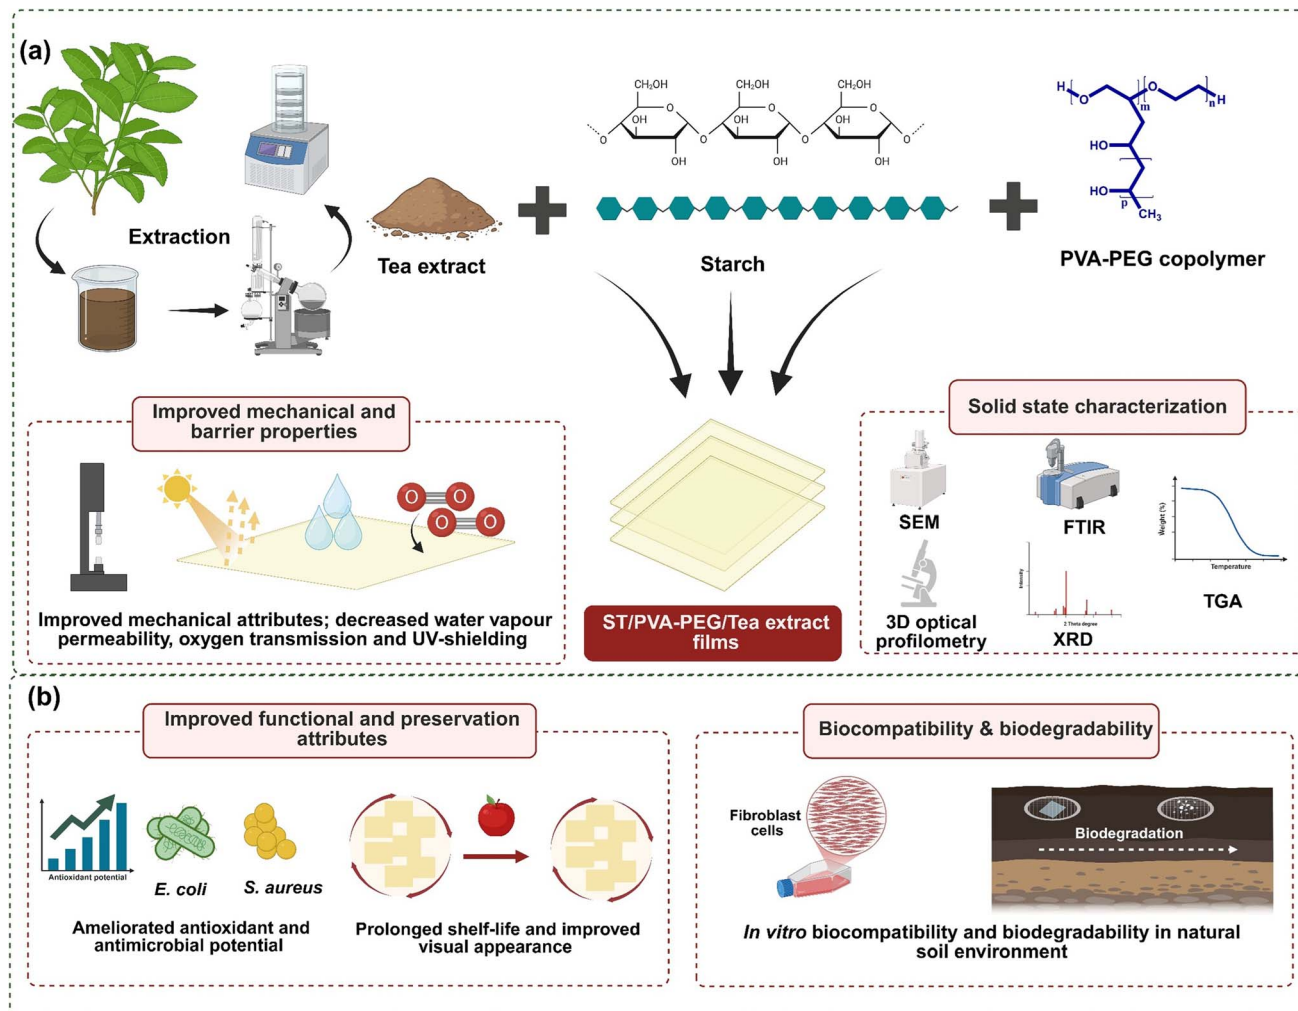 (a)
Extraction
Tea extract
CH₂OH
CH₂OH
CH₂OH
O
O
O
OH
OH
OH
O
O
O
O
OH
OH
OH
Starch
H
O
m
O
n
H
HO
HO
p
CH₃
PVA-PEG copolymer
Improved mechanical and
barrier properties
O
O
O
O
Improved mechanical attributes; decreased water vapour
permeability, oxygen transmission and UV-shielding
ST/PVA-PEG/Tea extract
films
Solid state characterization
SEM
FTIR
Weight (%)
Temperature
TGA
3D optical
profilometry
Intensity
2 Theta degree
XRD
(b)
Improved functional and preservation
attributes
Antioxidant potential
E. coli
S. aureus
Ameliorated antioxidant and
antimicrobial potential
Prolonged shelf-life and improved
visual appearance
Biocompatibility & biodegradability
Fibroblast
cells
Biodegradation
In vitro biocompatibility and biodegradability in natural
soil environment